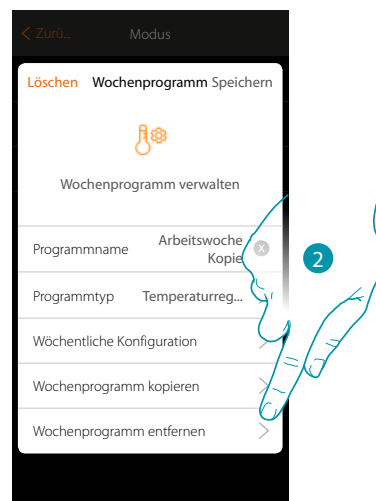 < Zurü... Modus
Löschen Wochenprogramm Speichern
Wochenprogramm verwalten
Programmname Arbeitswoche
Kopie x
2
Programmtyp Temperaturreg...
Wöchentliche Konfiguration >
Wochenprogramm kopieren >
Wochenprogramm entfernen >